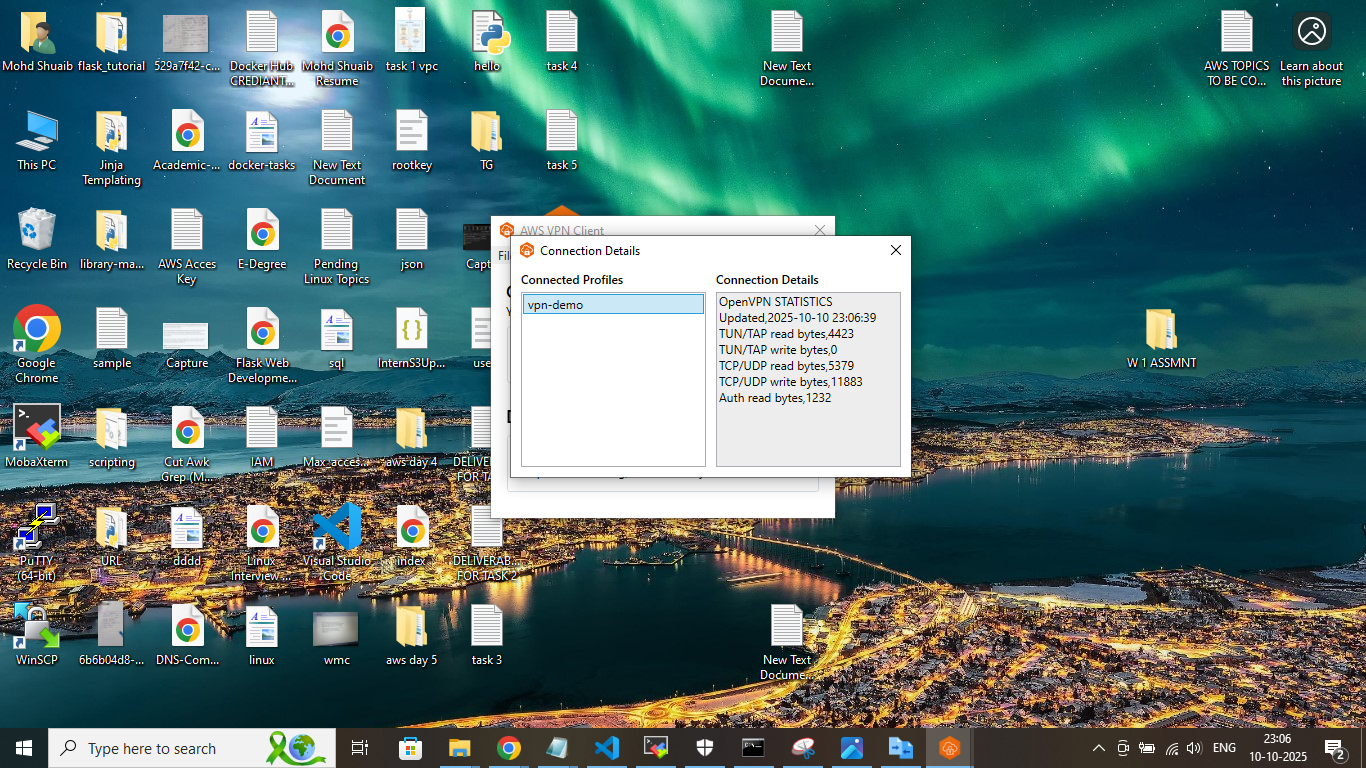 Mohd Shuaib
flask_tutorial
529a7f42-c...
Docker Hub
CREDIANT...
Mohd Shuaib
Resume
task 1 vpc
hello
task 4
New Text
Docume...
AWS TOPICS
TO BE CO...
Learn about
this picture
This PC
Jinja
Templating
Academic-...
docker-tasks
New Text
Document
rootkey
TG
task 5
Recycle Bin
library-ma...
AWS Acces
Key
E-Degree
Pending
Linux Topics
json
Capt
AWS VPN Client
Fil
Connection Details
Connected Profiles
vpn-demo
Connection Details
OpenVPN STATISTICS
Updated,2025-10-10 23:06:39
TUN/TAP read bytes,4423
TUN/TAP write bytes,0
TCP/UDP read bytes,5379
TCP/UDP write bytes,11883
Auth read bytes,1232
Google
Chrome
sample
Capture
Flask Web
Developme...
sql
InternS3Up...
use
W 1 ASSMNT
MobaXterm
scripting
Cut Awk
Grep (M...
IAM
Max_acces...
aws day 4
DELIVER
FOR TA
PuTTY
(64-bit)
URL
dddd
Linux
Interview ...
Visual Studio
Code
index
DELIVERAB...
FOR TASK 2
WinSCP
6b6b04d8-...
DNS-Com...
linux
wmc
aws day 5
task 3
New Text
Docume...
Type here to search
ENG
23:06
10-10-2025
2